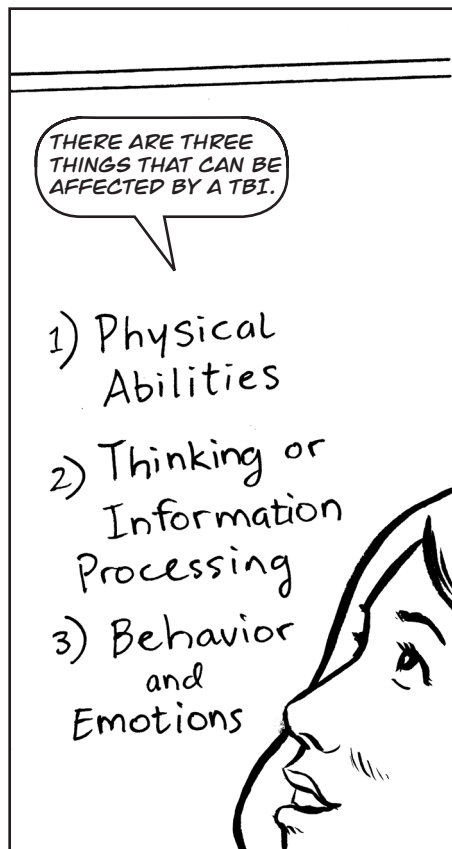 THERE ARE THREE
THINGS THAT CAN BE
AFFECTED BY A TBI.
1) Physical
Abilities
2) Thinking or
Information
Processing
3) Behavior
and
Emotions